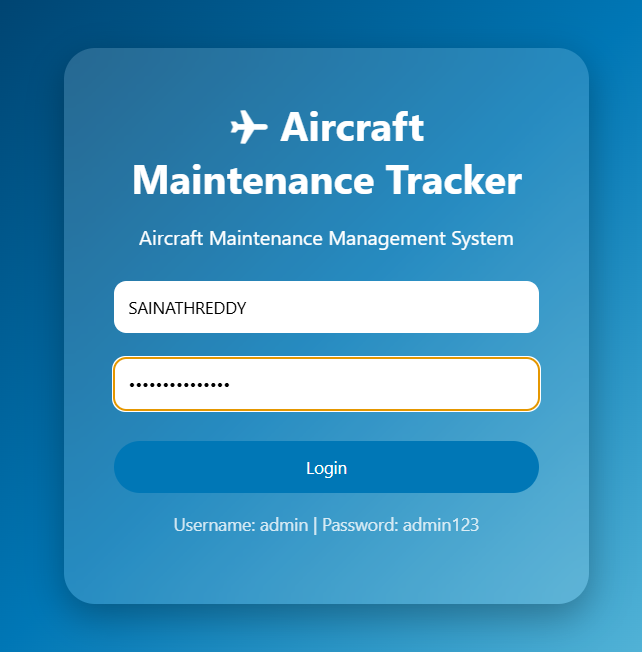 ✈ Aircraft
Maintenance Tracker
Aircraft Maintenance Management System
SAINATHREDDY
•••••••••••••••
Login
Username: admin | Password: admin123